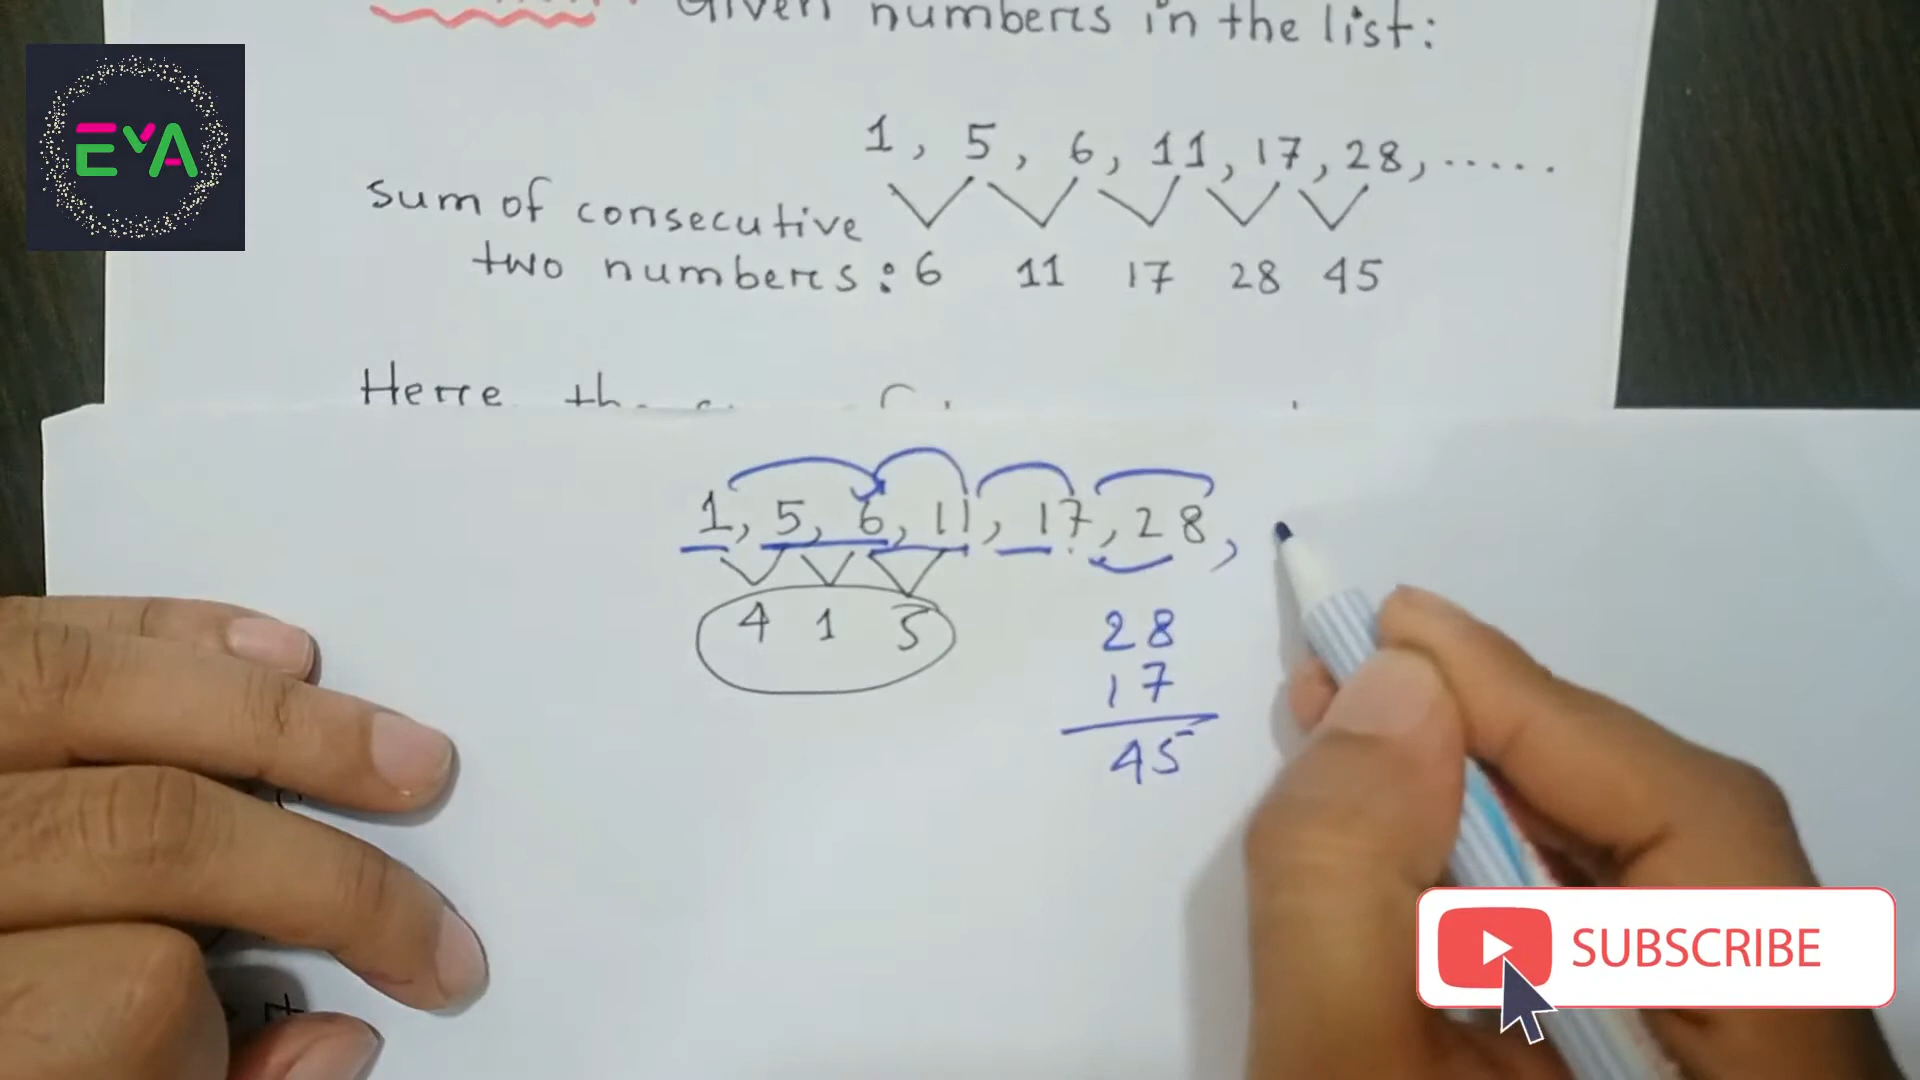 Given numbers in the list:
EYA
1, 5, 6, 11, 17, 28, .....
sum of consecutive
two numbers: 6 11 17 28 45
Here
1, 5, 6, 11, 17, 28,
4 1 5
28
17
45
SUBSCRIBE